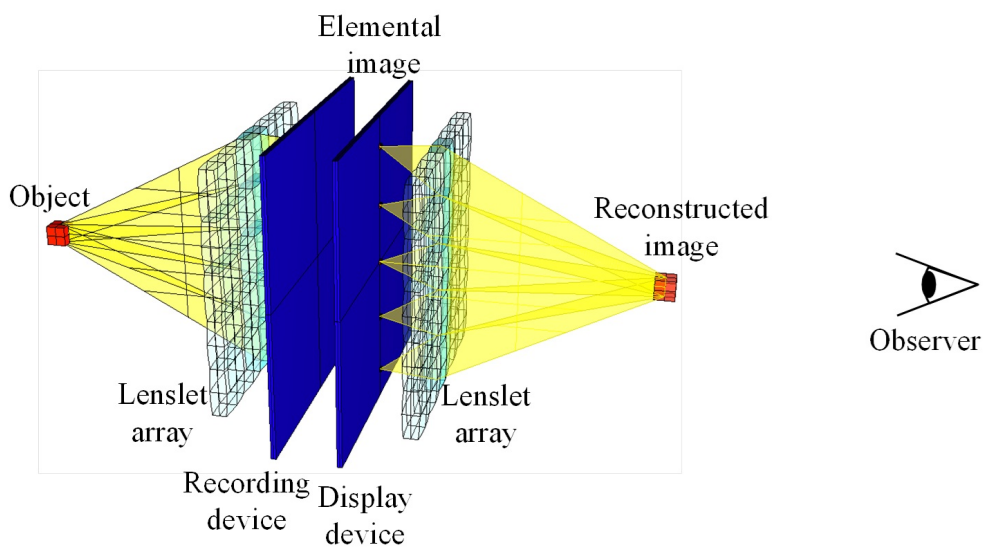 Elemental
image
Object
Reconstructed
image
Observer
Lenslet
array
Lenslet
array
Recording
device
Display
device